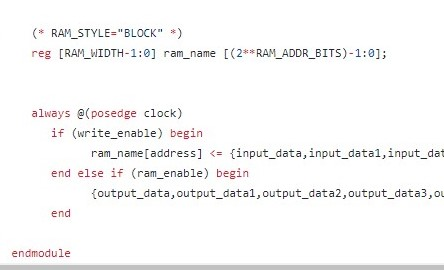 (* RAM_STYLE="BLOCK" *)
reg [RAM_WIDTH-1:0] ram_name [(2**RAM_ADDR_BITS)-1:0];
always @(posedge clock)
if (write_enable) begin
ram_name[address] <= {input_data,input_data1,input_dat
end else if (ram_enable) begin
{output_data,output_data1,output_data2,output_data3,ou
end
endmodule